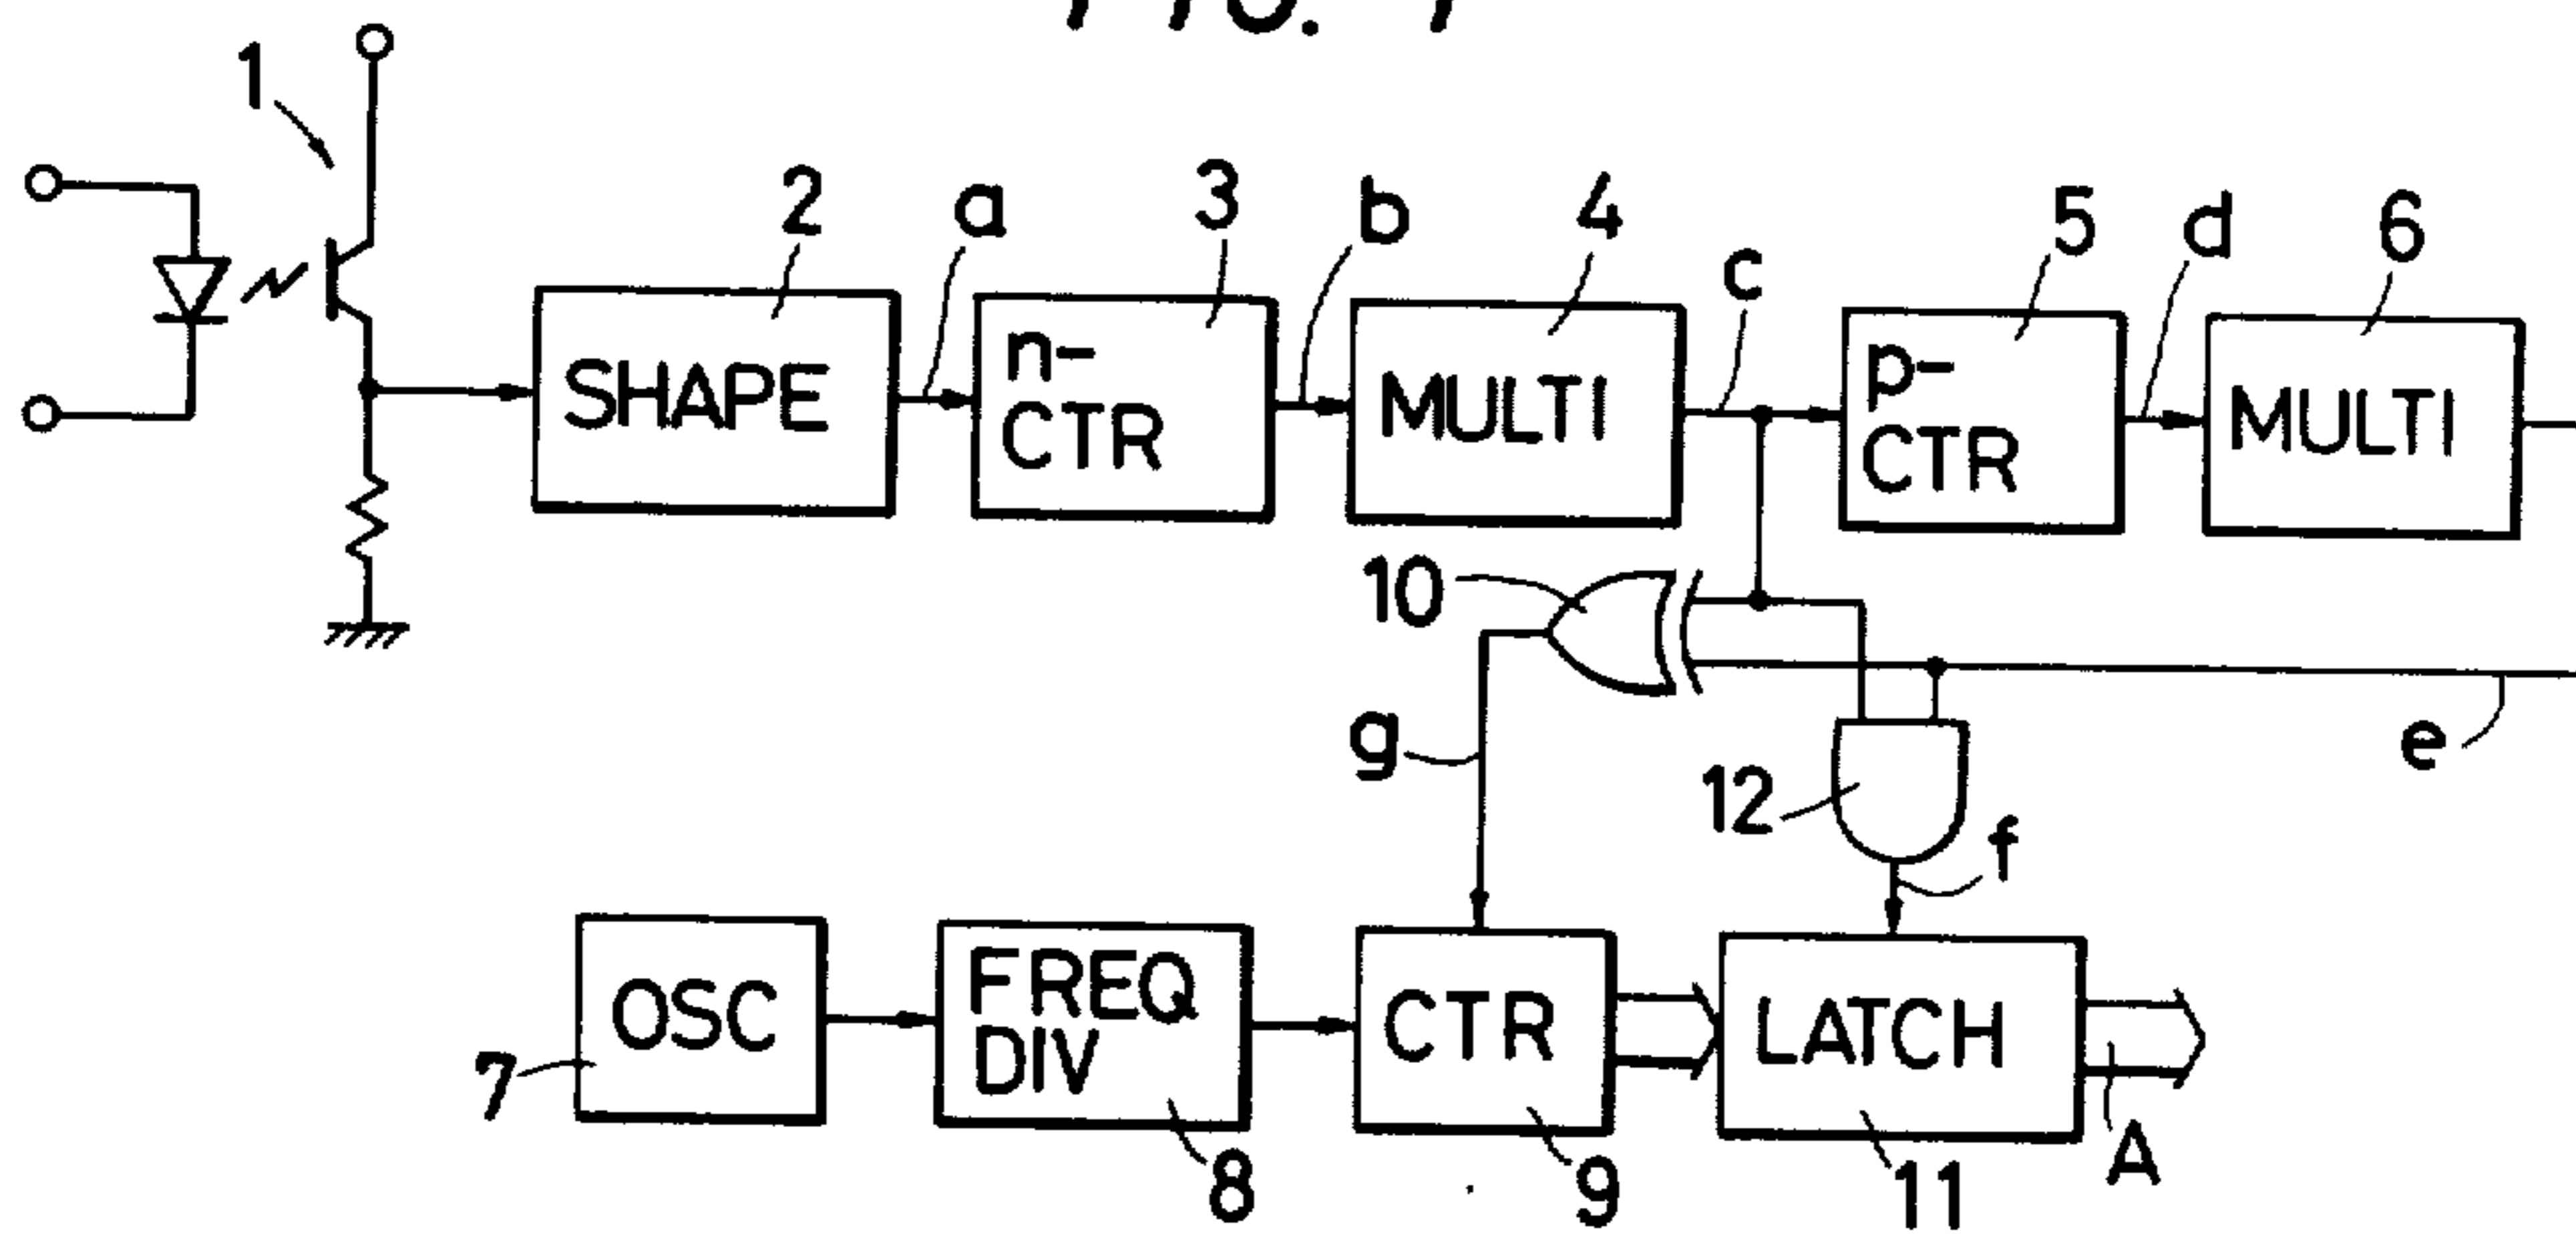 1
2
a
3
b
4
c
5
d
6
SHAPE
n-
CTR
MULTI
p-
CTR
MULTI
10
g
12
e
f
OSC
FREQ
DIV
CTR
LATCH
7
8
9
11
A